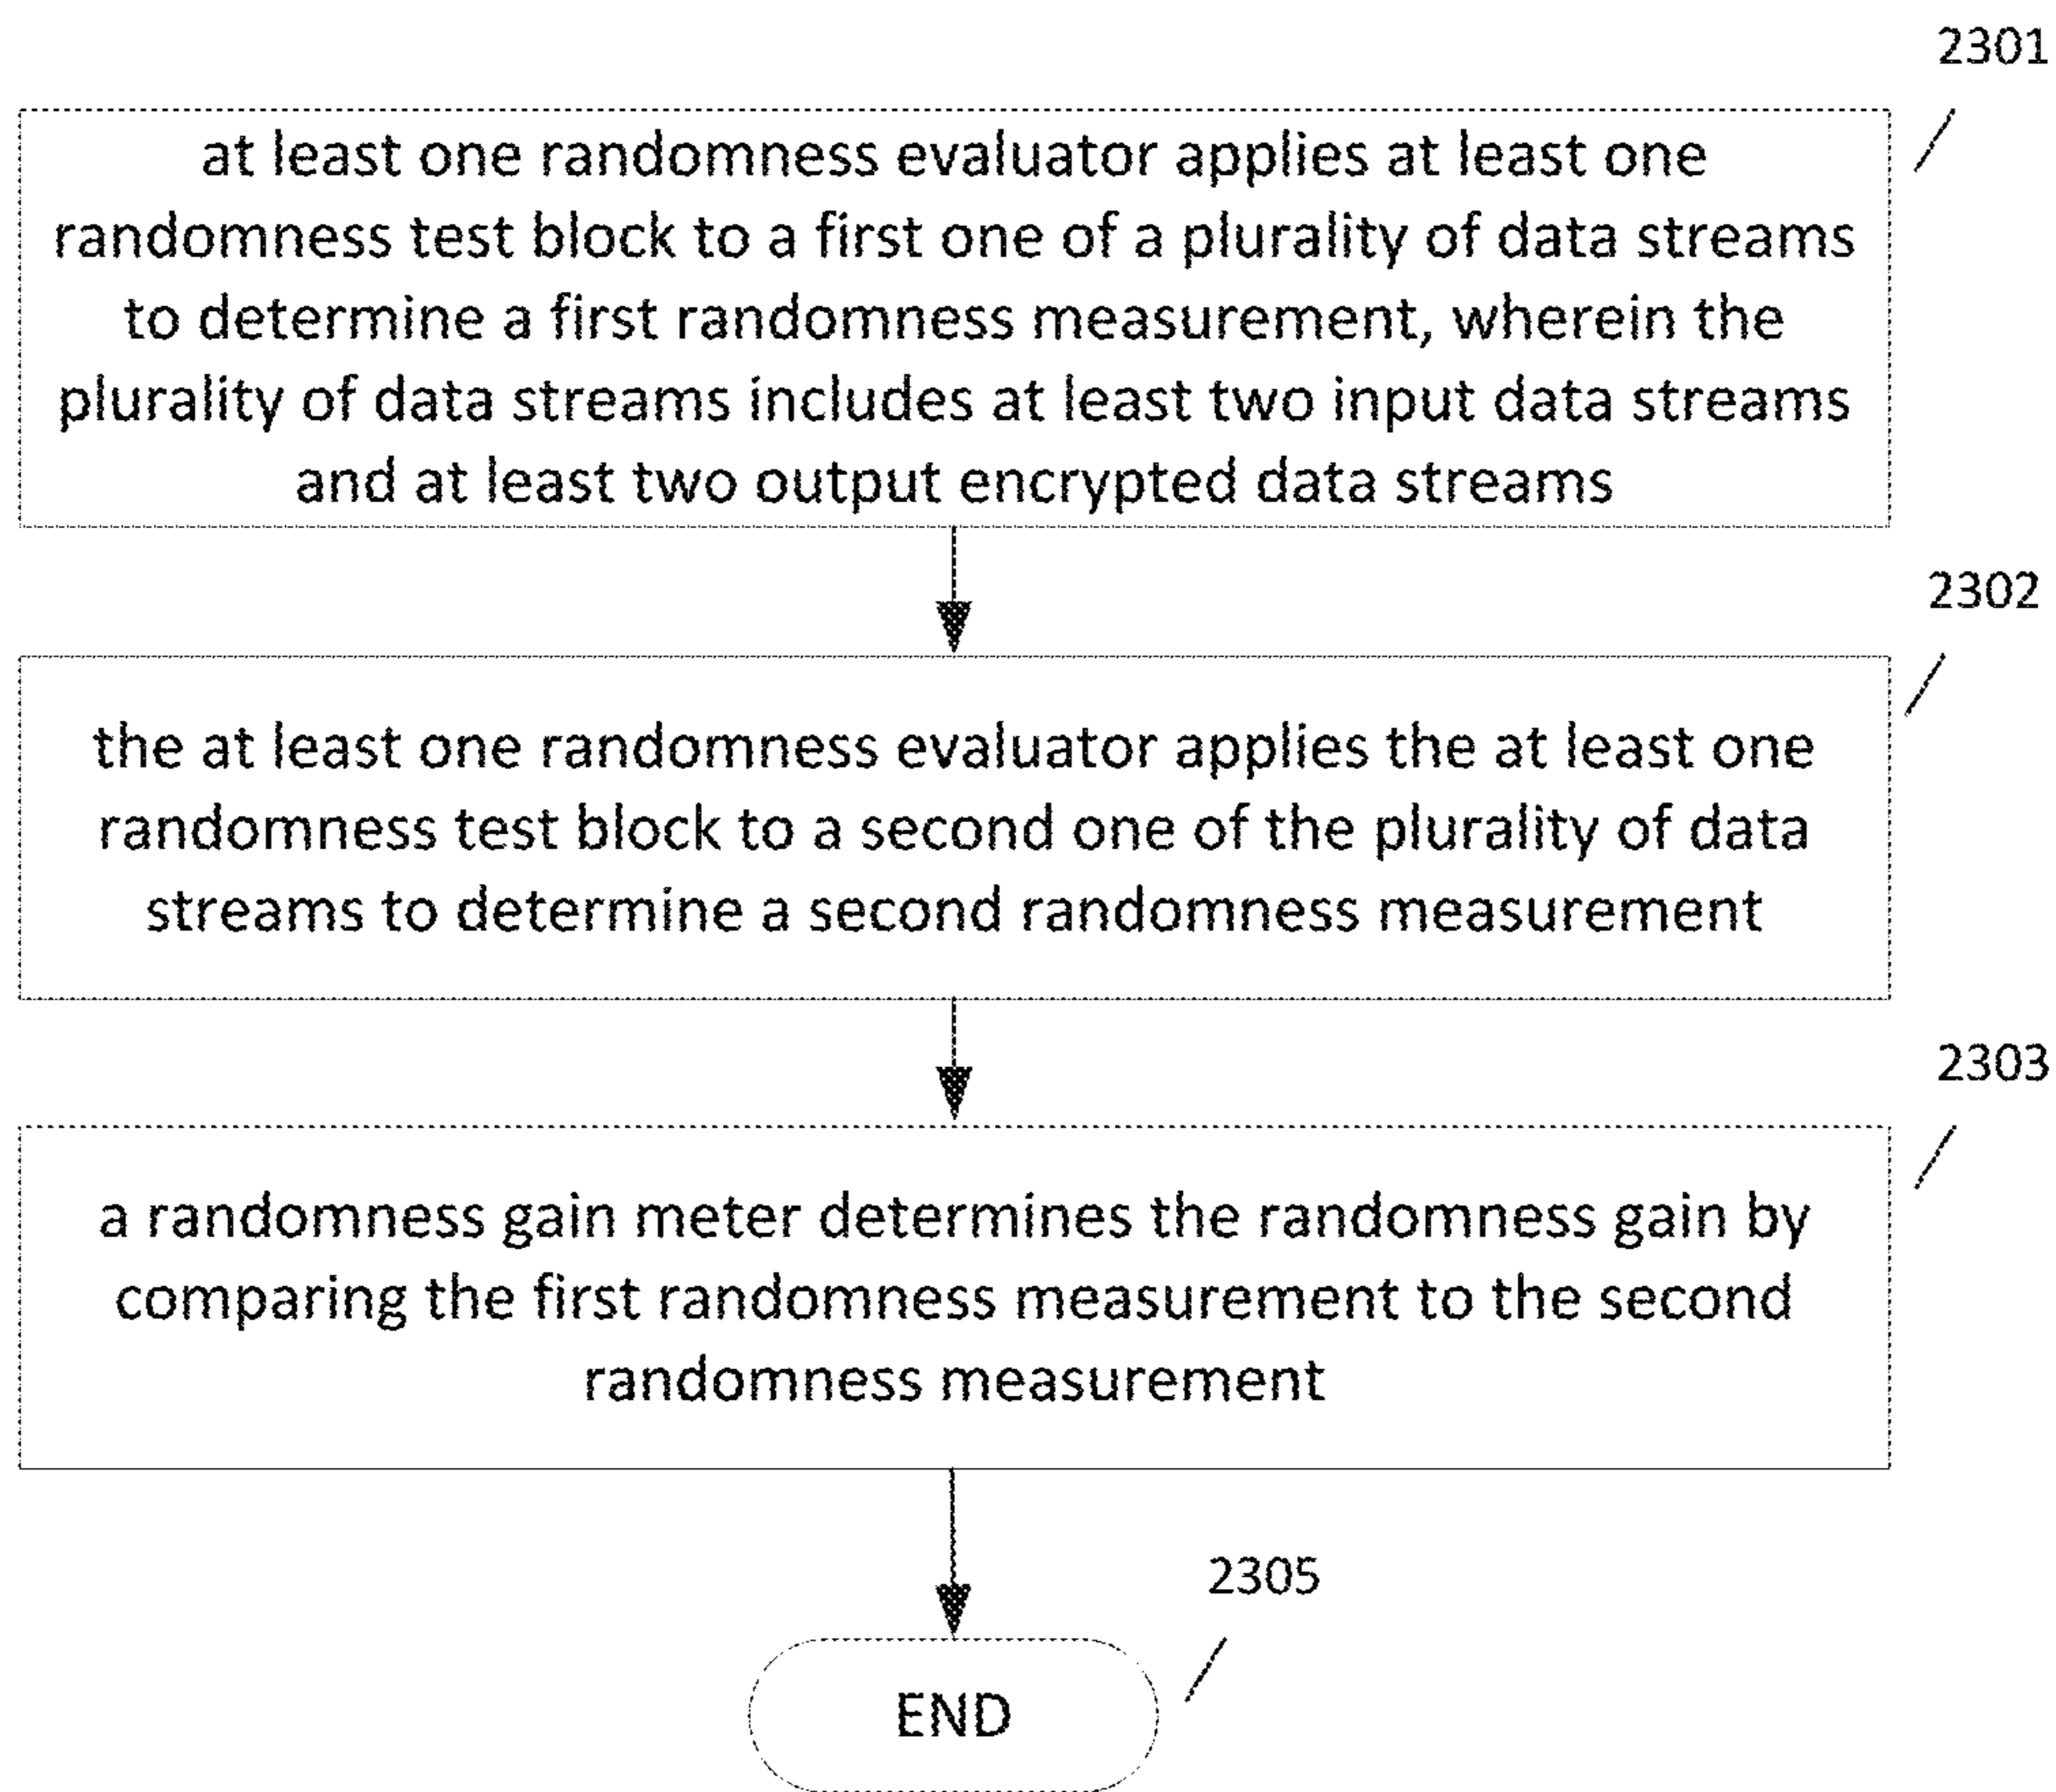 2301
at least one randomness evaluator applies at least one
randomness test block to a first one of a plurality of data streams
to determine a first randomness measurement, wherein the
plurality of data streams includes at least two input data streams
and at least two output encrypted data streams
2302
the at least one randomness evaluator applies the at least one
randomness test block to a second one of the plurality of data
streams to determine a second randomness measurement
2303
a randomness gain meter determines the randomness gain by
comparing the first randomness measurement to the second
randomness measurement
2305
END